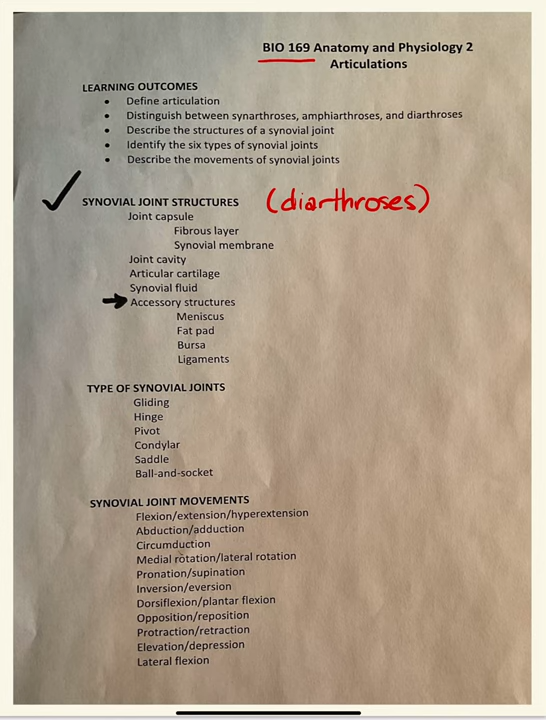 BIO 169 Anatomy and Physiology 2
Articulations
LEARNING OUTCOMES
• Define articulation
• Distinguish between synarthroses, amphiarthroses, and diarthroses
• Describe the structures of a synovial joint
• Identify the six types of synovial joints
• Describe the movements of synovial joints
SYNOVIAL JOINT STRUCTURES (diarthroses)
Joint capsule
Fibrous layer
Synovial membrane
Joint cavity
Articular cartilage
Synovial fluid
Accessory structures
Meniscus
Fat pad
Bursa
Ligaments
TYPE OF SYNOVIAL JOINTS
Gliding
Hinge
Pivot
Condylar
Saddle
Ball-and-socket
SYNOVIAL JOINT MOVEMENTS
Flexion/extension/hyperextension
Abduction/adduction
Circumduction
Medial rotation/lateral rotation
Pronation/supination
Inversion/eversion
Dorsiflexion/plantar flexion
Opposition/reposition
Protraction/retraction
Elevation/depression
Lateral flexion